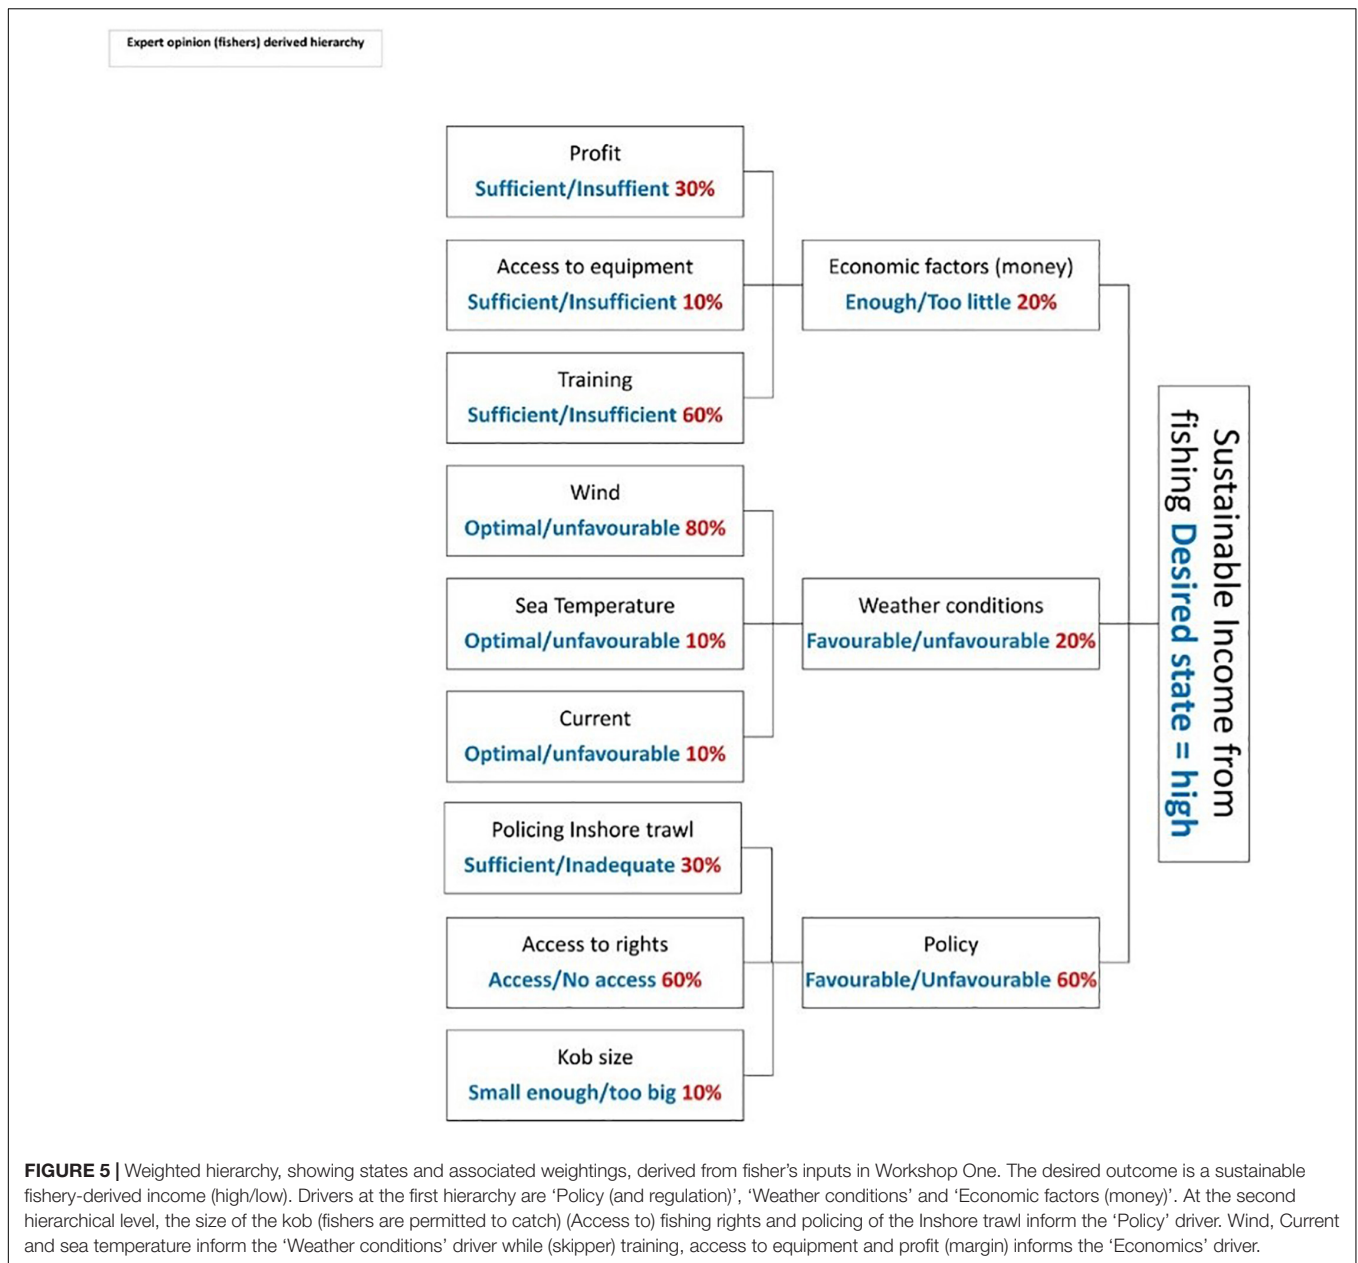 Expert opinion (fishers) derived hierarchy
Profit
Sufficient/Insuffient 30%
Access to equipment
Sufficient/Insufficient 10%
Training
Sufficient/Insufficient 60%
Wind
Optimal/unfavourable 80%
Sea Temperature
Optimal/unfavourable 10%
Current
Optimal/unfavourable 10%
Policing Inshore trawl
Sufficient/Inadequate 30%
Access to rights
Access/No access 60%
Kob size
Small enough/too big 10%
Economic factors (money)
Enough/Too little 20%
Weather conditions
Favourable/unfavourable 20%
Policy
Favourable/Unfavourable 60%
Sustainable Income from
fishing Desired state = high
FIGURE 5 | Weighted hierarchy, showing states and associated weightings, derived from fisher's inputs in Workshop One. The desired outcome is a sustainable
fishery-derived income (high/low). Drivers at the first hierarchy are ‘Policy (and regulation)’, ‘Weather conditions’ and ‘Economic factors (money)’. At the second
hierarchical level, the size of the kob (fishers are permitted to catch) (Access to) fishing rights and policing of the Inshore trawl inform the ‘Policy’ driver. Wind, Current
and sea temperature inform the ‘Weather conditions’ driver while (skipper) training, access to equipment and profit (margin) informs the ‘Economics’ driver.